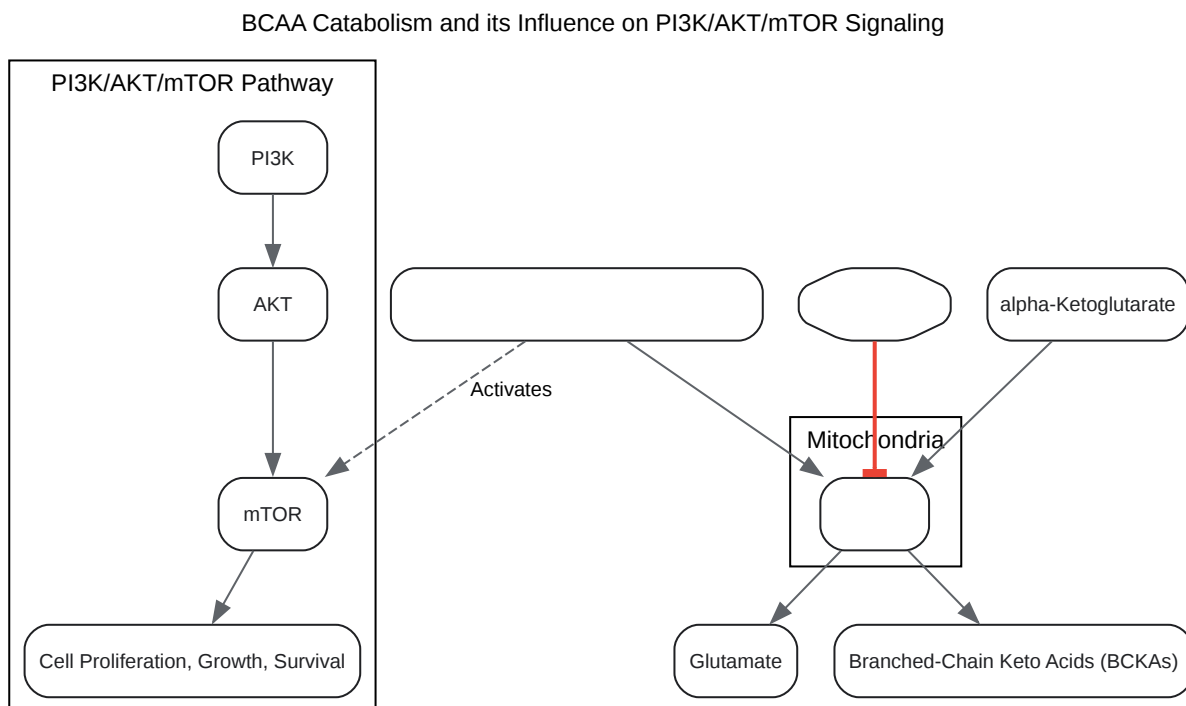 BCAA Catabolism and its Influence on PI3K/AKT/mTOR Signaling
PI3K/AKT/mTOR Pathway
PI3K
AKT
alpha-Ketoglutarate
Activates
Mitochondria
mTOR
Cell Proliferation, Growth, Survival
Glutamate
Branched-Chain Keto Acids (BCKAs)